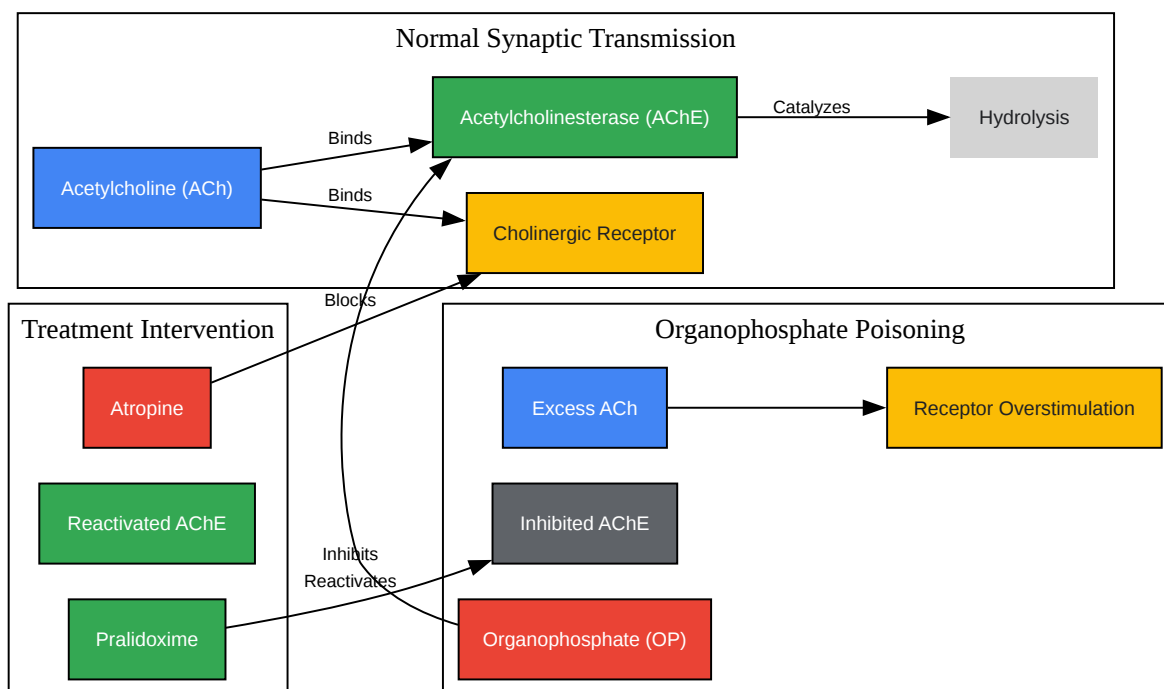 Normal Synaptic Transmission
Acetylcholinesterase (AChE)
Catalyzes
Hydrolysis
Binds
Acetylcholine (ACh)
Binds
Cholinergic Receptor
Blocks
Treatment Intervention
Atropine
Reactivated AChE
Pralidoxime
Inhibits
Reactivates
Organophosphate Poisoning
Excess ACh
Receptor Overstimulation
Inhibited AChE
Organophosphate (OP)